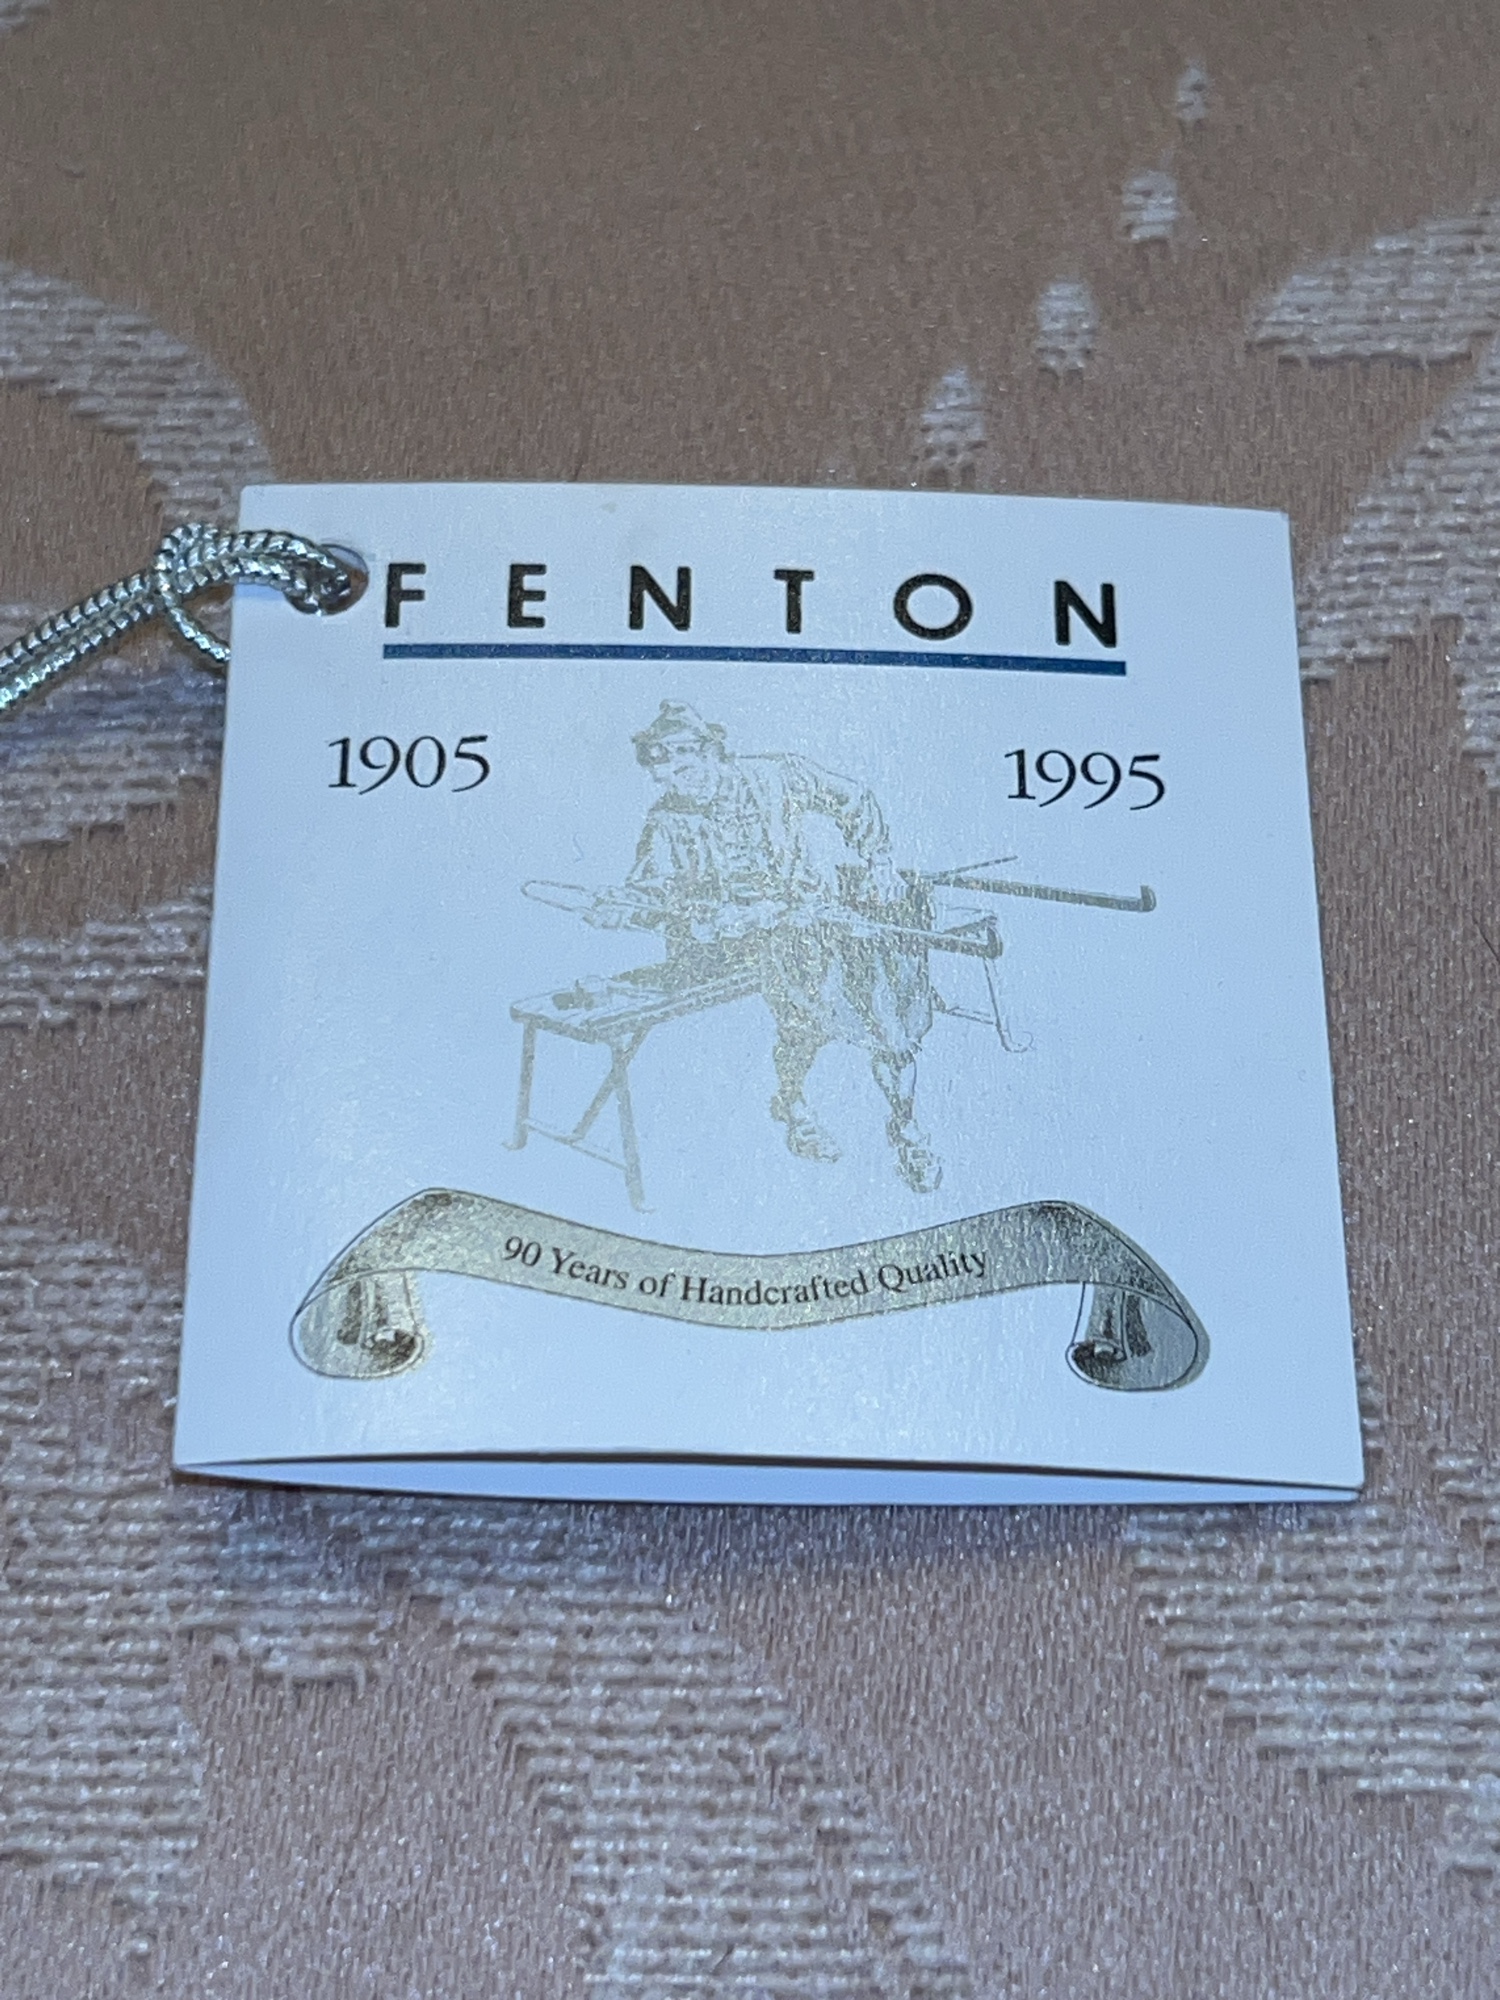 FENTON
1905
1995
90 Years of Handcrafted Quality